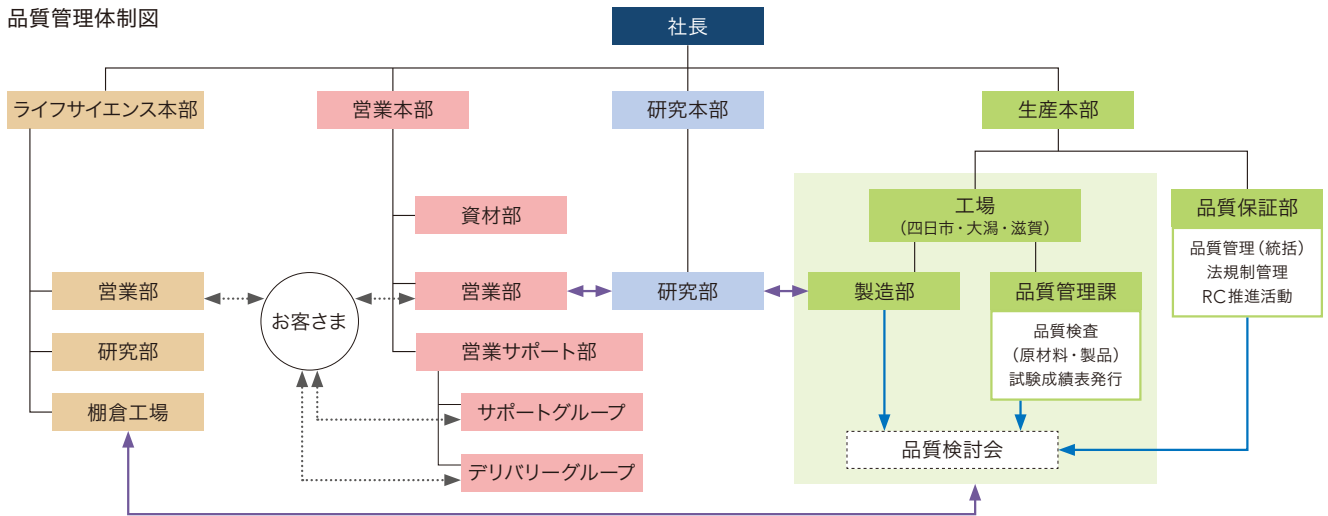 品質管理体制図
社長
ライフサイエンス本部
営業本部
研究本部
生産本部
資材部
工場
（四日市・大潟・滋賀）
品質保証部
品質管理（統括）
法規制管理
RC推進活動
営業部
お客さま
営業部
研究部
製造部
品質管理課
品質検査
（原材料・製品）
試験成績表発行
研究部
営業サポート部
棚倉工場
サポートグループ
品質検討会
デリバリーグループ